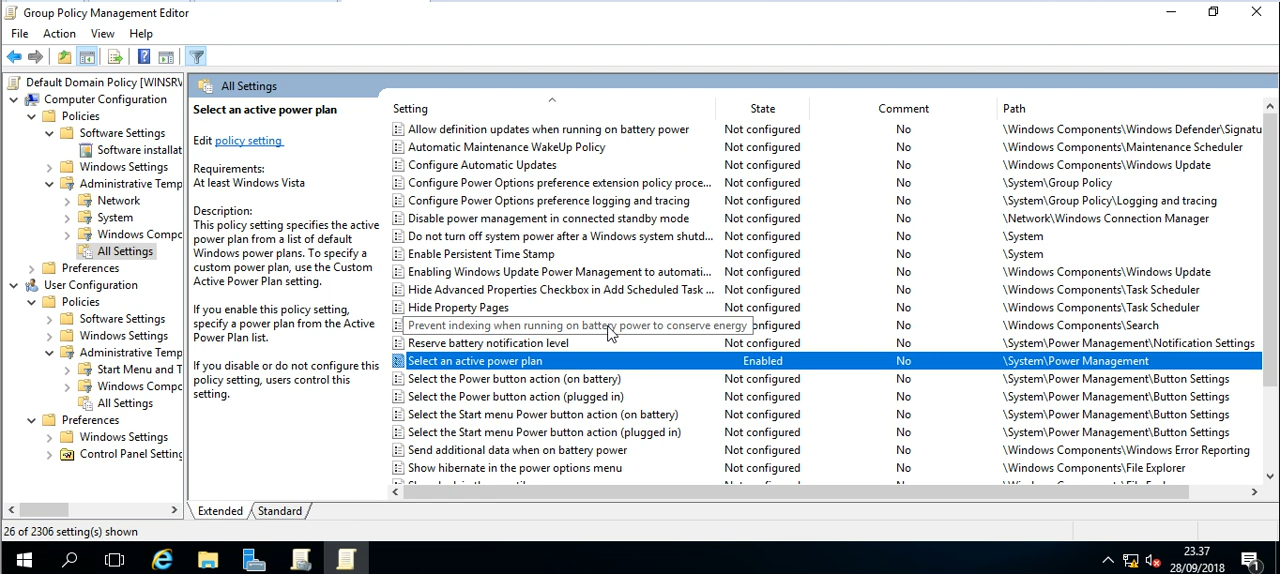 Group Policy Management Editor
File Action View Help
Default Domain Policy [WINSRV
Computer Configuration
Policies
Software Settings
Software installat
Windows Settings
Administrative Temp
Network
System
Windows Compc
All Settings
Preferences
User Configuration
Policies
Software Settings
Windows Settings
Administrative Temp
Start Menu and T
Windows Compc
All Settings
Preferences
Windows Settings
Control Panel Setting
All Settings
Select an active power plan
Edit policy setting
Requirements:
At least Windows Vista
Description:
This policy setting specifies the active
power plan from a list of default
Windows power plans. To specify a
custom power plan, use the Custom
Active Power Plan setting.
If you enable this policy setting,
specify a power plan from the Active
Power Plan list.
If you disable or do not configure this
policy setting, users control this
setting.
Setting State Comment Path
Allow definition updates when running on battery power Not configured No \Windows Components\Windows Defender\Signatu
Automatic Maintenance WakeUp Policy Not configured No \Windows Components\Maintenance Scheduler
Configure Automatic Updates Not configured No \Windows Components\Windows Update
Configure Power Options preference extension policy proce... Not configured No \System\Group Policy
Configure Power Options preference logging and tracing Not configured No \System\Group Policy\Logging and tracing
Disable power management in connected standby mode Not configured No \Network\Windows Connection Manager
Do not turn off system power after a Windows system shutd... Not configured No \System
Enable Persistent Time Stamp Not configured No \System
Enabling Windows Update Power Management to automati... Not configured No \Windows Components\Windows Update
Hide Advanced Properties Checkbox in Add Scheduled Task ... Not configured No \Windows Components\Task Scheduler
Hide Property Pages Not configured No \Windows Components\Task Scheduler
Prevent indexing when running on battery power to conserve energy onfigured No \Windows Components\Search
Reserve battery notification level Not configured No \System\Power Management\Notification Settings
Select an active power plan Enabled No \System\Power Management
Select the Power button action (on battery) Not configured No \System\Power Management\Button Settings
Select the Power button action (plugged in) Not configured No \System\Power Management\Button Settings
Select the Start menu Power button action (on battery) Not configured No \System\Power Management\Button Settings
Select the Start menu Power button action (plugged in) Not configured No \System\Power Management\Button Settings
Send additional data when on battery power Not configured No \Windows Components\Windows Error Reporting
Show hibernate in the power options menu Not configured No \Windows Components\File Explorer
Extended Standard
26 of 2306 setting(s) shown
23.37
28/09/2018
1